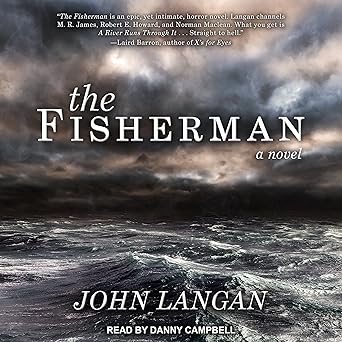 "The Fisherman is an epic, yet intimate, horror novel. Langan channels
M. R. James, Robert E. Howard, and Norman Maclean. What you get is
A River Runs Through It . . . Straight to hell."
—Laird Barron, author of X's for Eyes
the
FISHERMAN
a novel
JOHN LANGAN
READ BY DANNY CAMPBELL